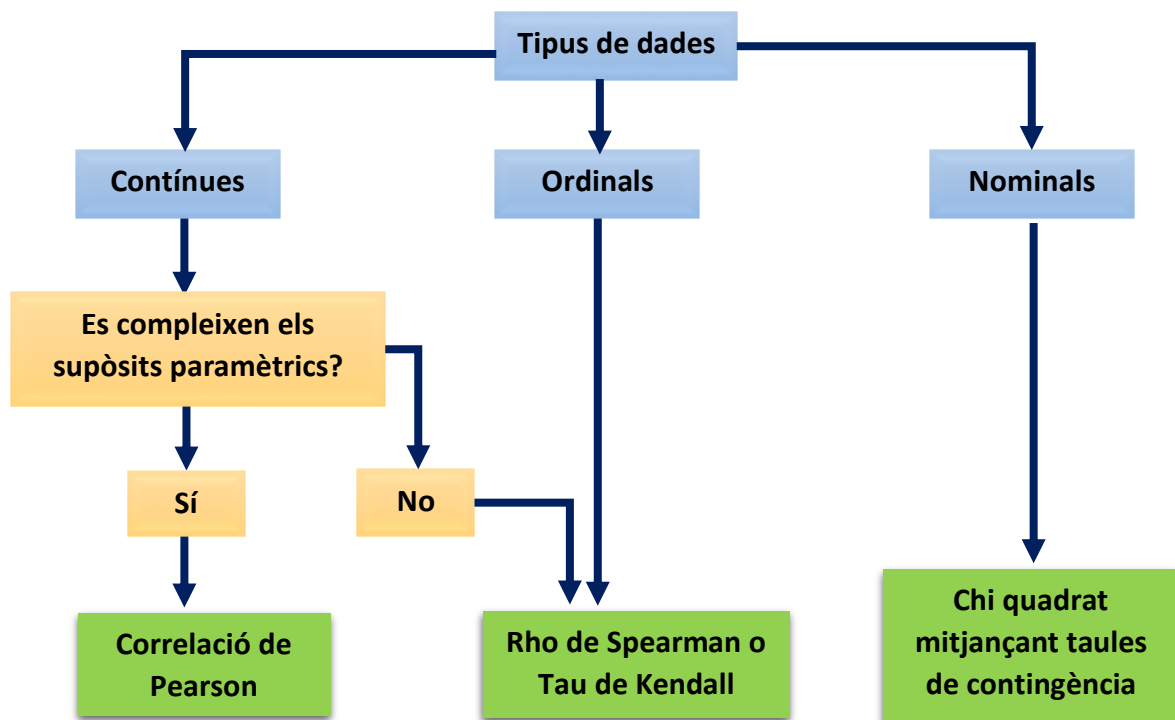 Tipus de dades
Contínues
Ordinals
Nominals
Es compleixen els
supòsits paramètrics?
Sí
No
Correlació de
Pearson
Rho de Spearman o
Tau de Kendall
Chi quadrat
mitjançant taules
de contingència